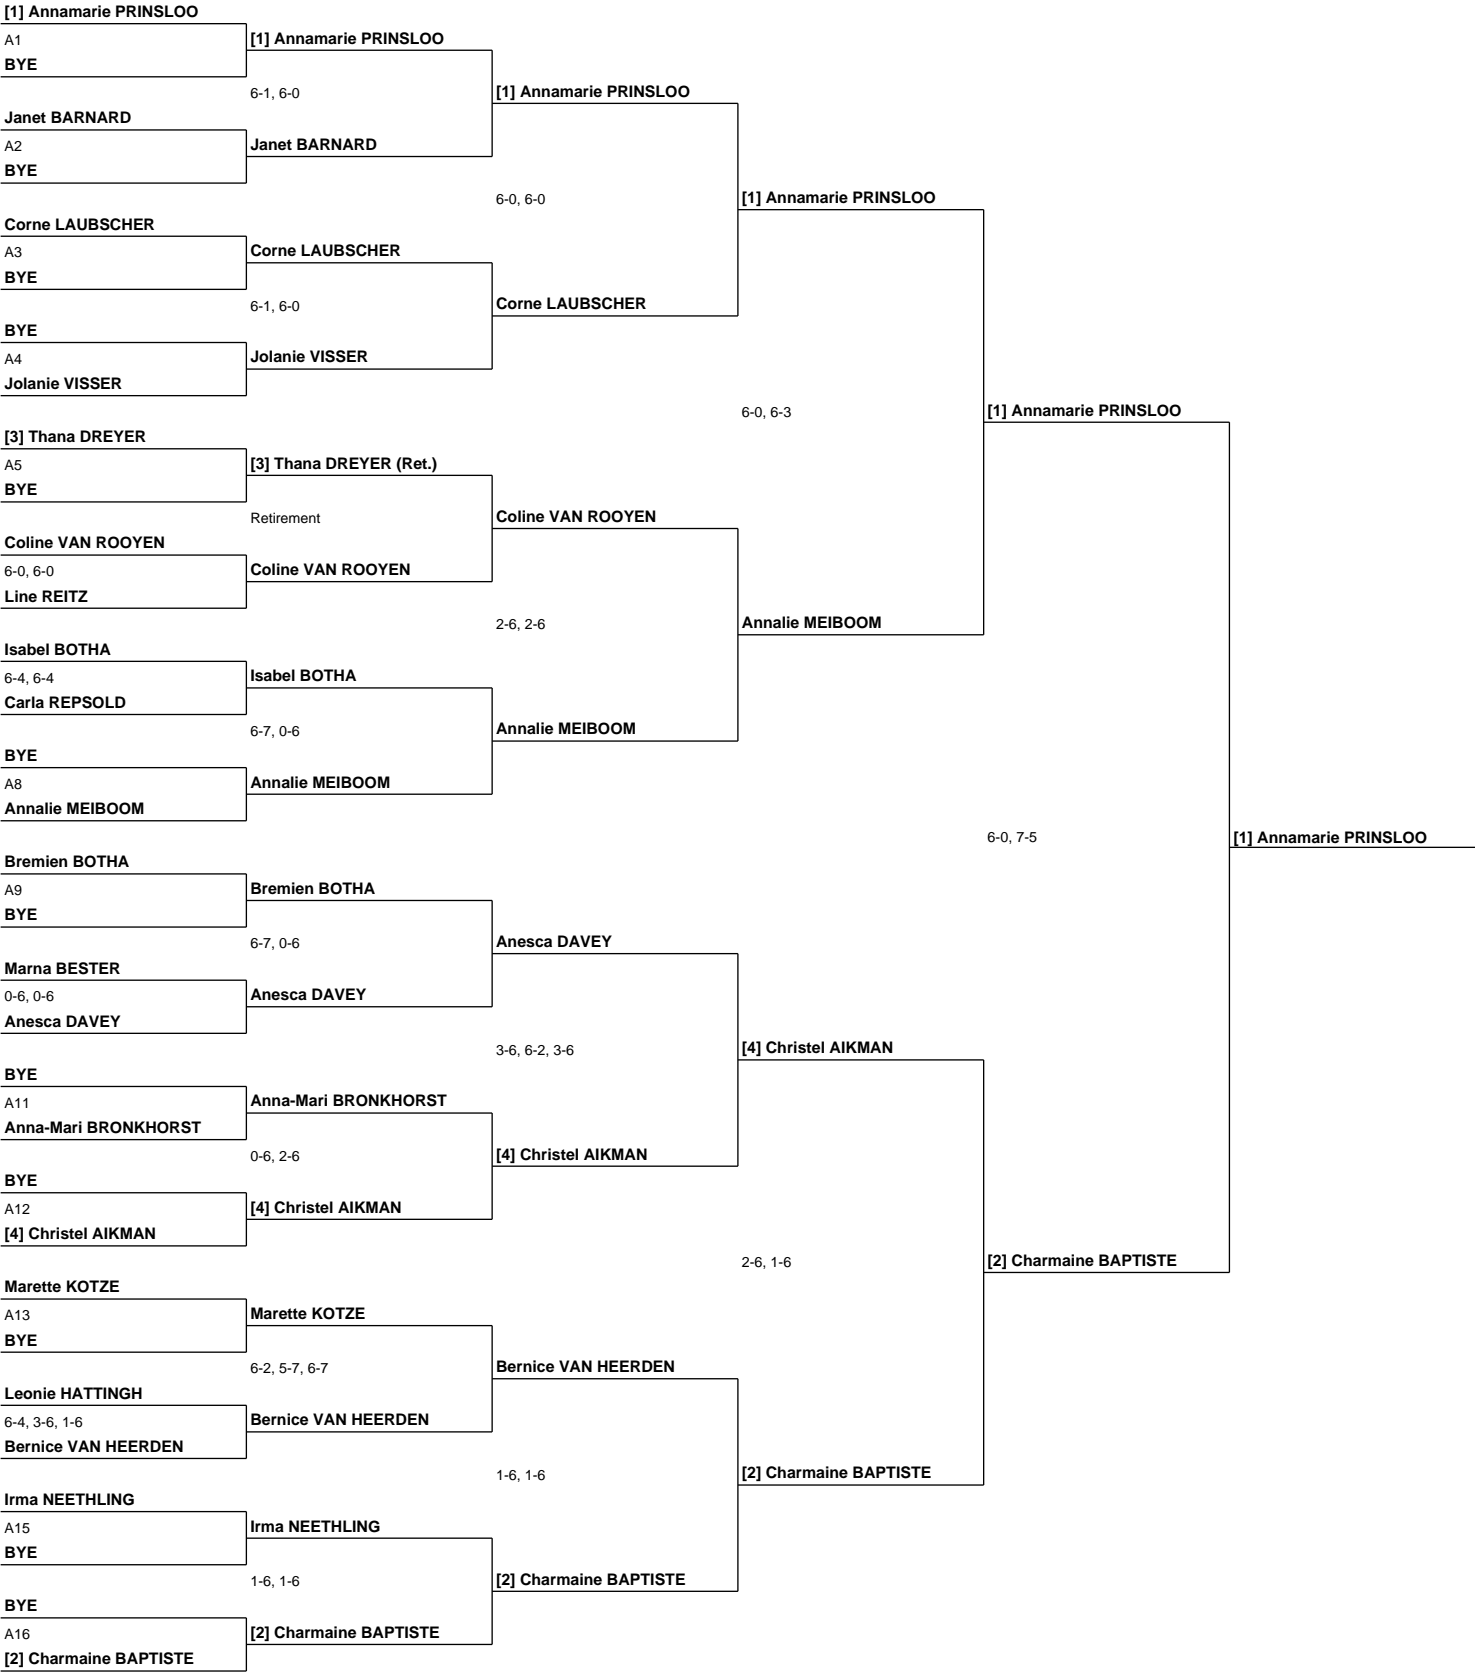 [1] Annamarie PRINSLOO
A1
BYE
Janet BARNARD
A2
BYE
Corne LAUBSCHER
A3
BYE
BYE
A4
Jolanie VISSER
[3] Thana DREYER
A5
BYE
Coline VAN ROOYEN
6-0, 6-0
Line REITZ
Isabel BOTHA
6-4, 6-4
Carla REPSOLD
BYE
A8
Annalie MEIBOOM
Bremien BOTHA
A9
BYE
Marna BESTER
0-6, 0-6
Anesca DAVEY
BYE
A11
Anna-Mari BRONKHORST
BYE
A12
[4] Christel AIKMAN
Marette KOTZE
A13
BYE
Leonie HATTINGH
6-4, 3-6, 1-6
Bernice VAN HEERDEN
Irma NEETHLING
A15
BYE
BYE
A16
[2] Charmaine BAPTISTE
[1] Annamarie PRINSLOO
6-1, 6-0
Janet BARNARD
Corne LAUBSCHER
6-1, 6-0
Jolanie VISSER
[3] Thana DREYER (Ret.)
Retirement
Coline VAN ROOYEN
Isabel BOTHA
6-7, 0-6
Annalie MEIBOOM
Bremien BOTHA
6-7, 0-6
Anesca DAVEY
Anna-Mari BRONKHORST
0-6, 2-6
[4] Christel AIKMAN
Marette KOTZE
6-2, 5-7, 6-7
Bernice VAN HEERDEN
Irma NEETHLING
1-6, 1-6
[2] Charmaine BAPTISTE
[1] Annamarie PRINSLOO
6-0, 6-0
Corne LAUBSCHER
Coline VAN ROOYEN
2-6, 2-6
Annalie MEIBOOM
Anesca DAVEY
3-6, 6-2, 3-6
[4] Christel AIKMAN
Bernice VAN HEERDEN
1-6, 1-6
[2] Charmaine BAPTISTE
[1] Annamarie PRINSLOO
6-0, 6-3
Annalie MEIBOOM
[4] Christel AIKMAN
2-6, 1-6
[2] Charmaine BAPTISTE
[1] Annamarie PRINSLOO
6-0, 7-5
[2] Charmaine BAPTISTE
[1] Annamarie PRINSLOO